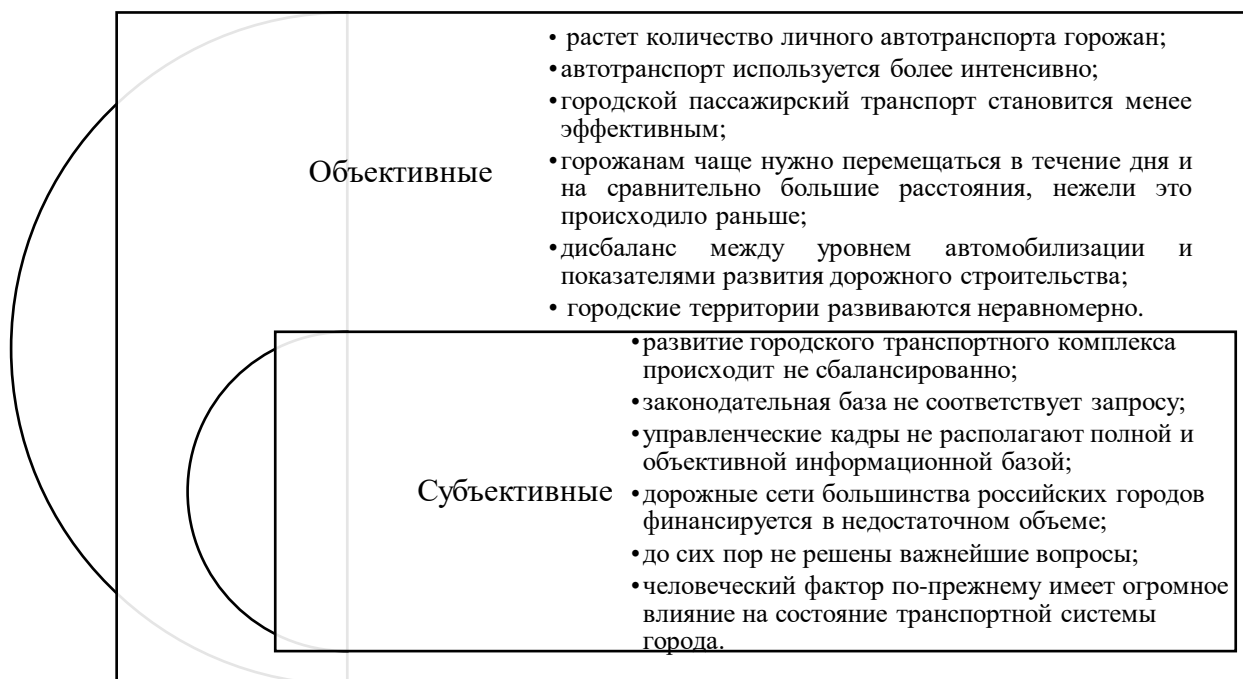 • растет количество личного автотранспорта горожан;
•автотранспорт используется более интенсивно;
•городской пассажирский транспорт становится менее
эффективным;
Объективные
•горожанам чаще нужно перемещаться в течение дня и
на сравнительно большие расстояния, нежели это
происходило раньше;
•дисбаланс между уровнем автомобилизации и
показателями развития дорожного строительства;
• городские территории развиваются неравномерно.
•развитие городского транспортного комплекса
происходит не сбалансированно;
•законодательная база не соответствует запросу;
•управленческие кадры не располагают полной и
объективной информационной базой;
Субъективные
•дорожные сети большинства российских городов
финансируется в недостаточном объеме;
•до сих пор не решены важнейшие вопросы;
•человеческий фактор по-прежнему имеет огромное
влияние на состояние транспортной системы
города.